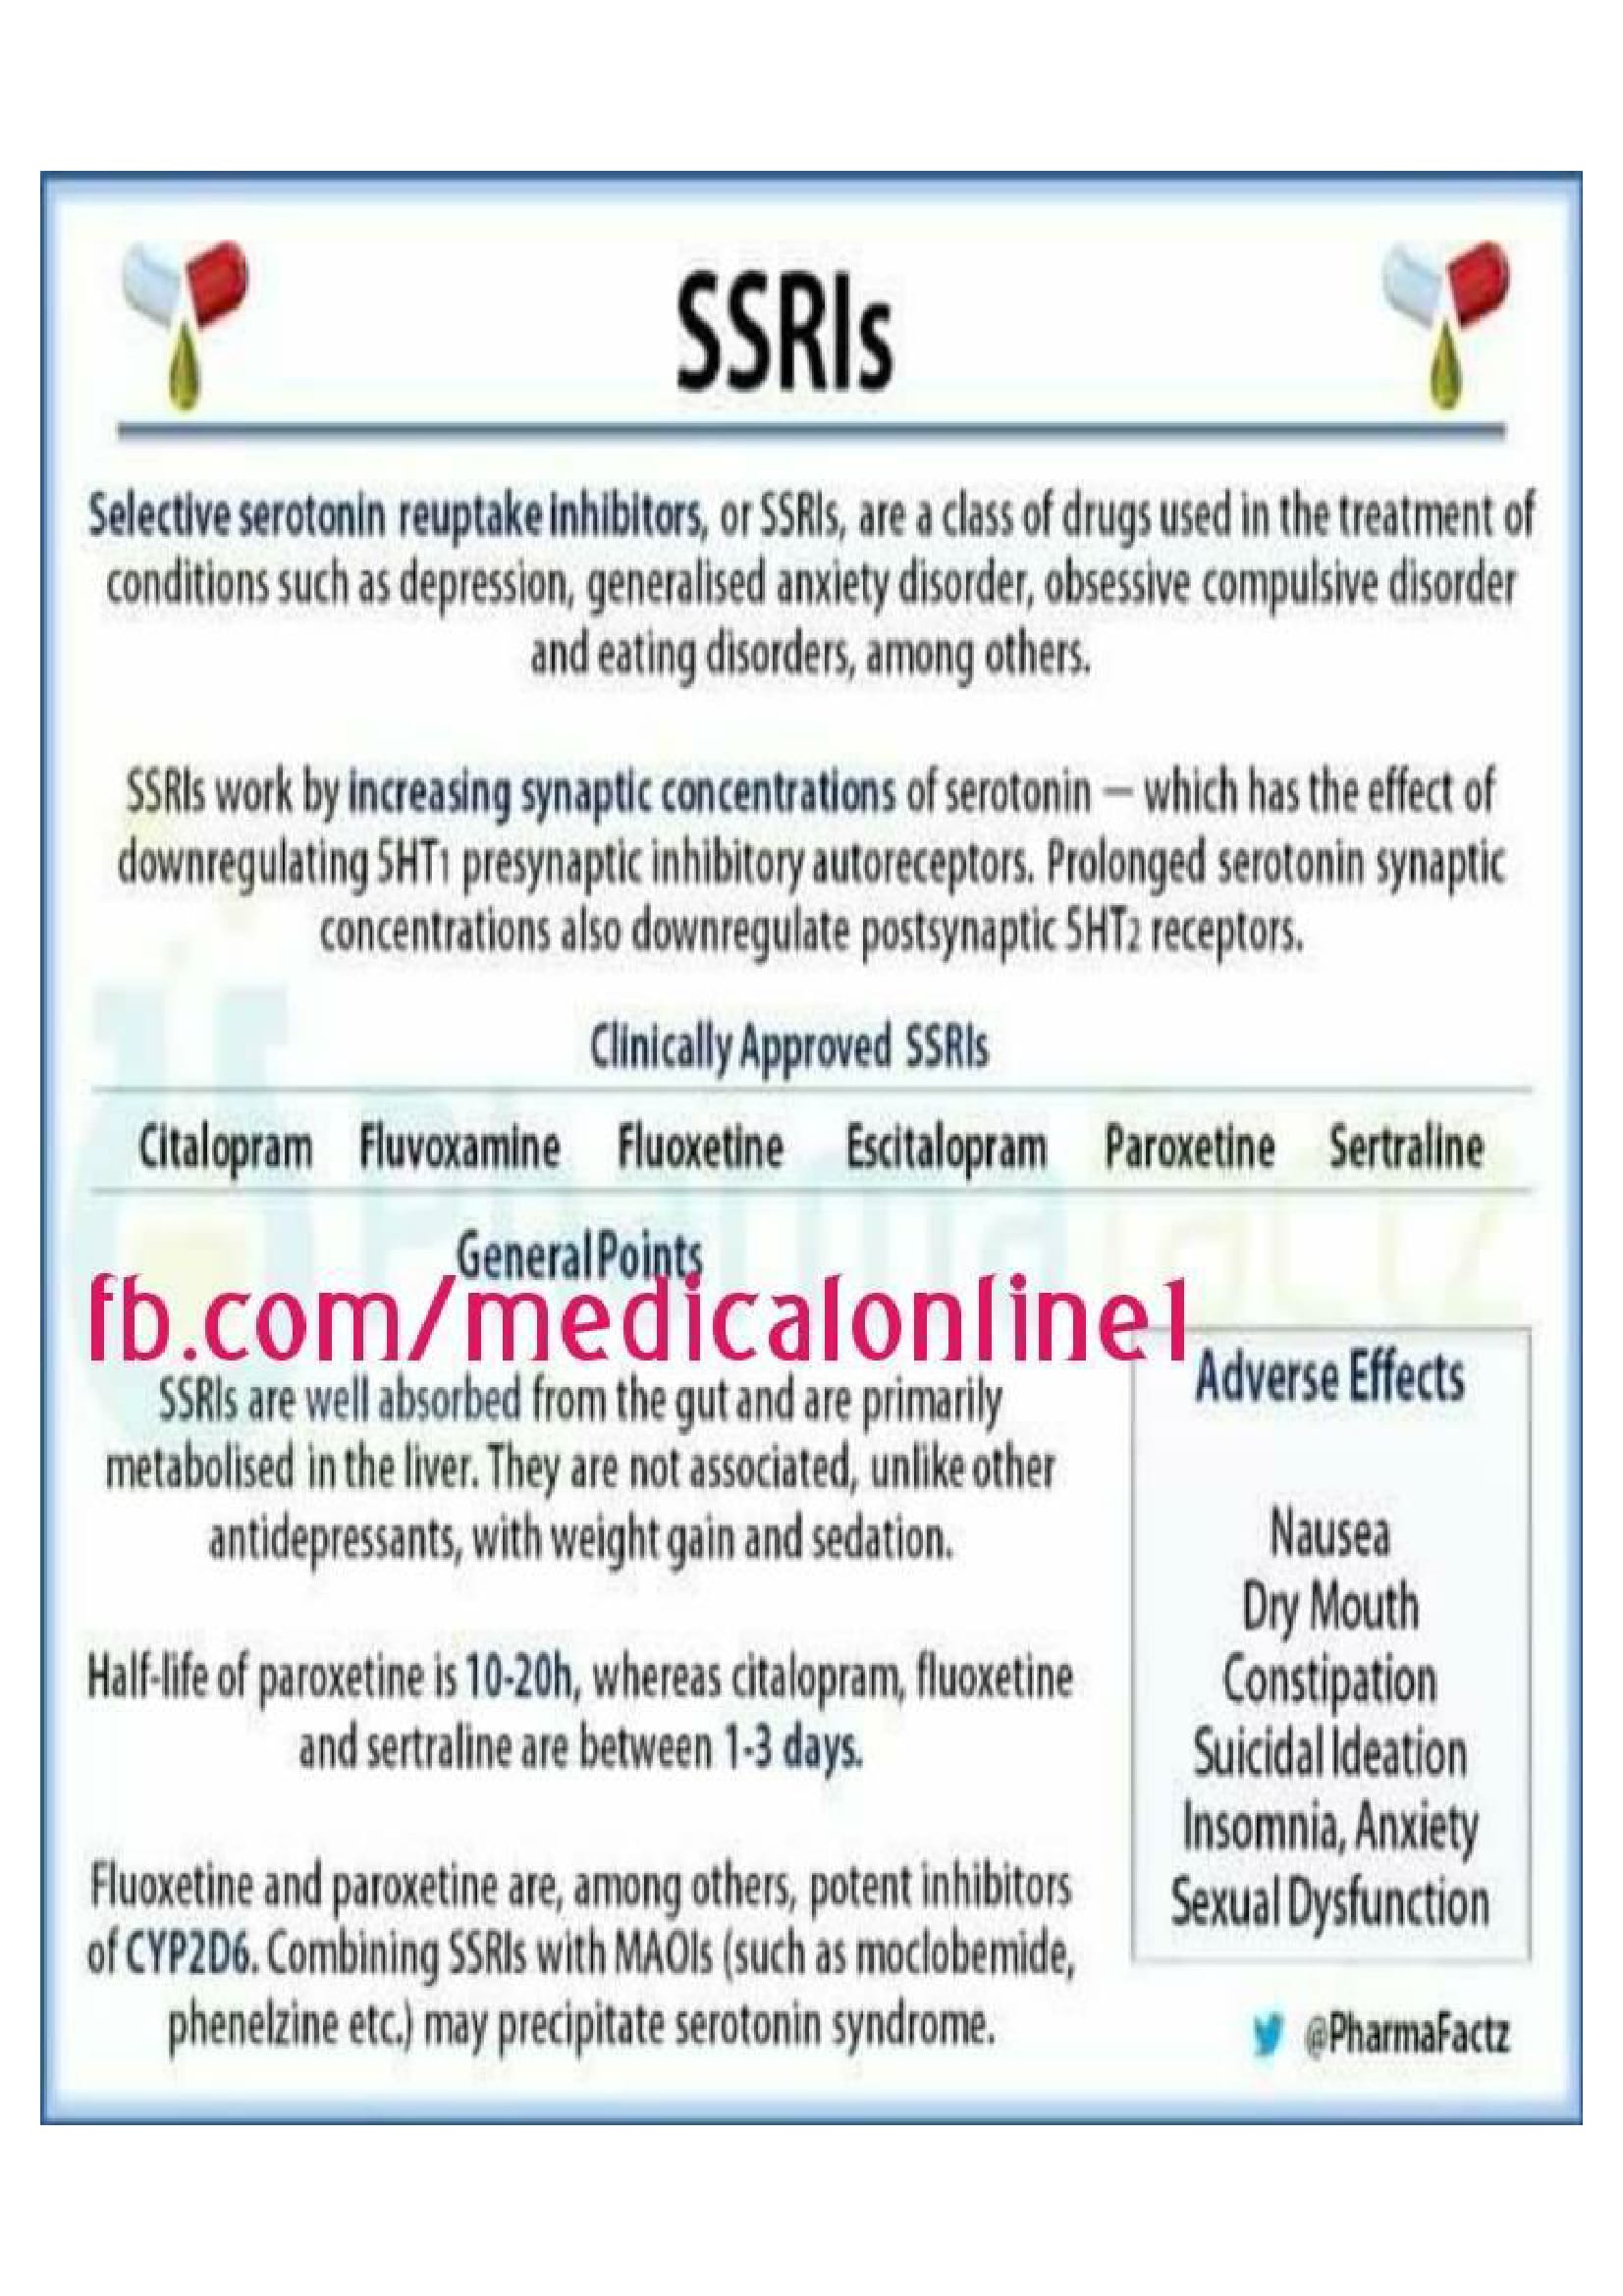 SSRIs
Selective serotonin reuptake inhibitors, or SSRIs, are a class of drugs used in the treatment of
conditions such as depression, generalised anxiety disorder, obsessive compulsive disorder
and eating disorders, among others.
SSRIs work by increasing synaptic concentrations of serotonin — which has the effect of
downregulating 5HT1 presynaptic inhibitory autoreceptors. Prolonged serotonin synaptic
concentrations also downregulate postsynaptic 5HT2 receptors.
Clinically Approved SSRIs
Citalopram Fluvoxamine Fluoxetine Escitalopram Paroxetine Sertraline
PharmaFactz
General Points
fb.com/medicalonline1
SSRIs are well absorbed from the gut and are primarily
metabolised in the liver. They are not associated, unlike other
antidepressants, with weight gain and sedation.
Half-life of paroxetine is 10-20h, whereas citalopram, fluoxetine
and sertraline are between 1-3 days.
Fluoxetine and paroxetine are, among others, potent inhibitors
of CYP2D6. Combining SSRIs with MAOIs (such as moclobemide,
phenelzine etc.) may precipitate serotonin syndrome.
Adverse Effects
Nausea
Dry Mouth
Constipation
Suicidal Ideation
Insomnia, Anxiety
Sexual Dysfunction
@PharmaFactz